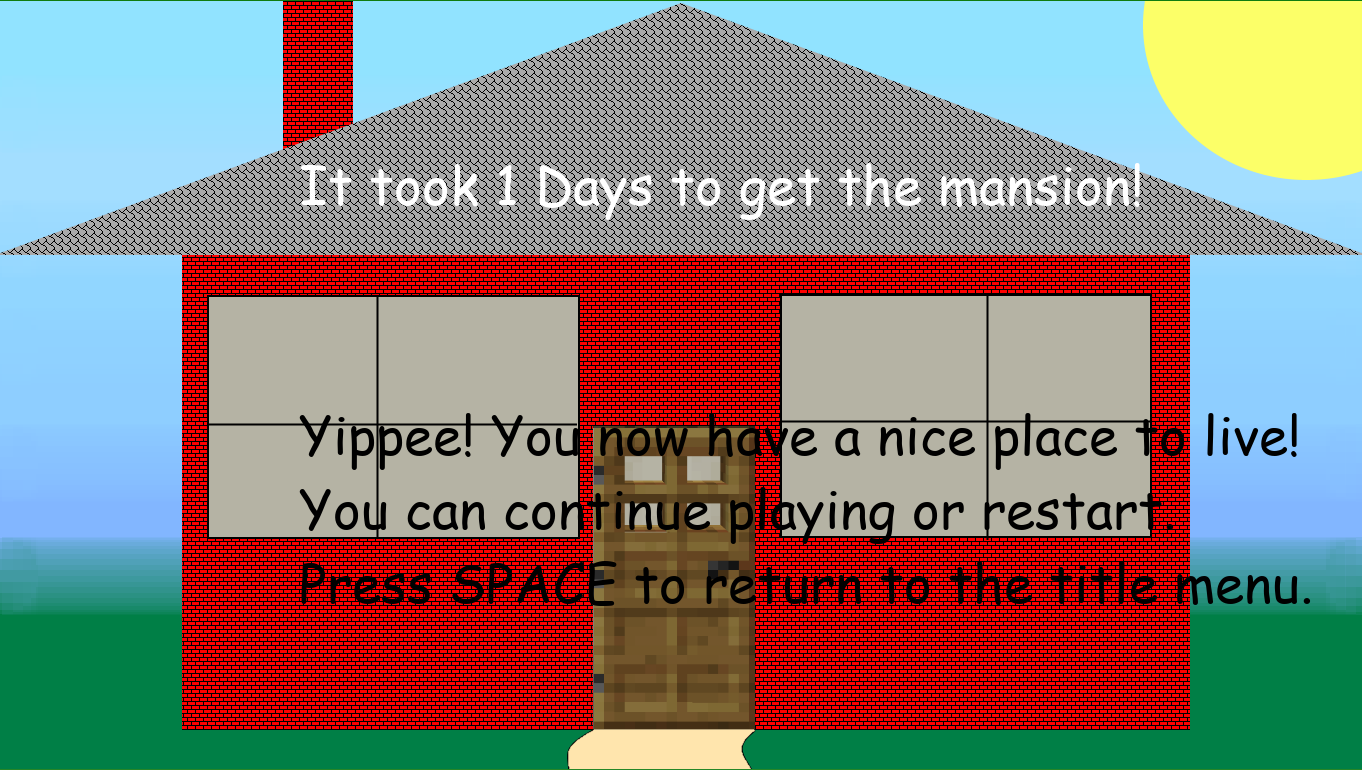 It took 1 Days to get the mansion!
Yippee! You now have a nice place to live!
You can continue playing or restart.
Press SPACE to return to the title menu.